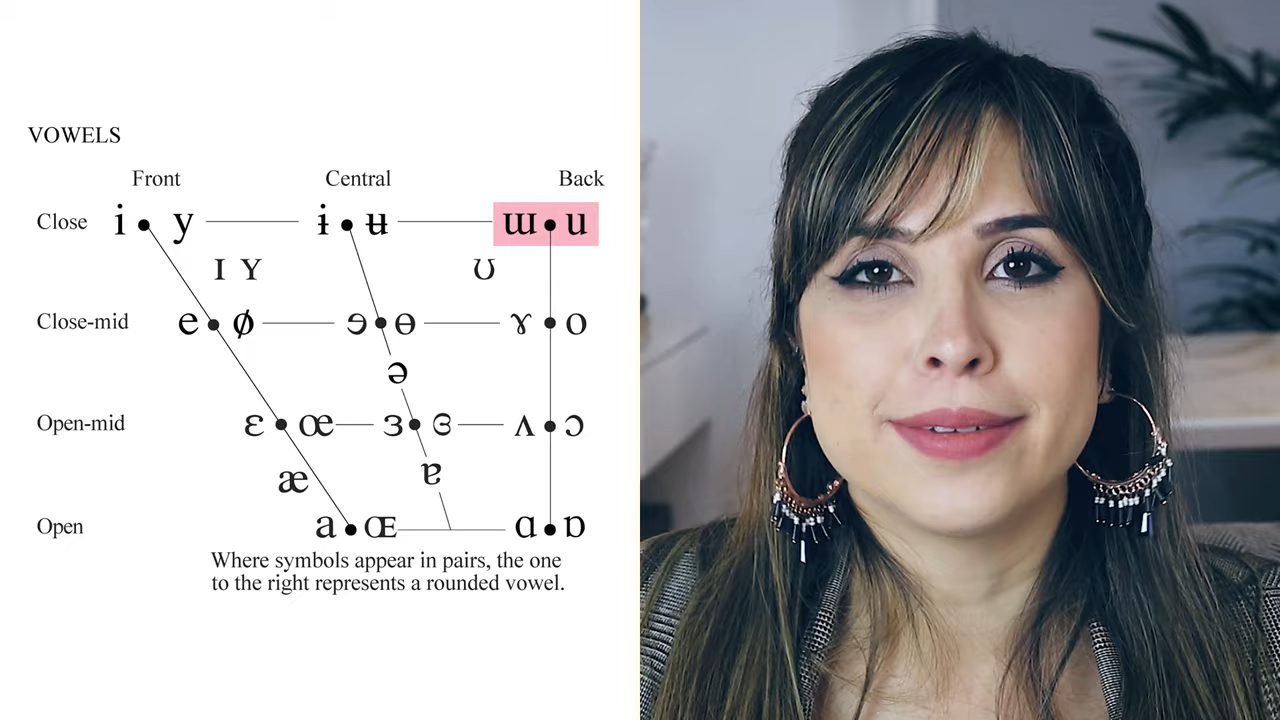 VOWELS
Front Central Back
Close i y ɨ ʉ ɯ u
ɪ ʏ ʊ
Close-mid e ø ɘ ɵ ɤ o
ə
Open-mid ɛ œ ɜ ɞ ʌ ɔ
æ ɐ
Open a ɶ ɑ ɒ
Where symbols appear in pairs, the one
to the right represents a rounded vowel.